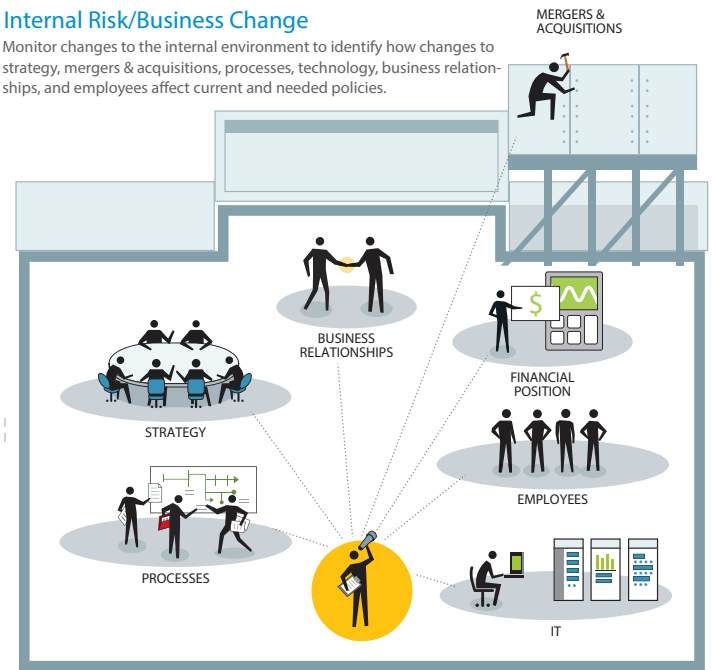 Internal Risk/Business Change
Monitor changes to the internal environment to identify how changes to
strategy, mergers & acquisitions, processes, technology, business relation-
ships, and employees affect current and needed policies.
MERGERS &
ACQUISITIONS
BUSINESS
RELATIONSHIPS
$
FINANCIAL
POSITION
STRATEGY
EMPLOYEES
PROCESSES
IT